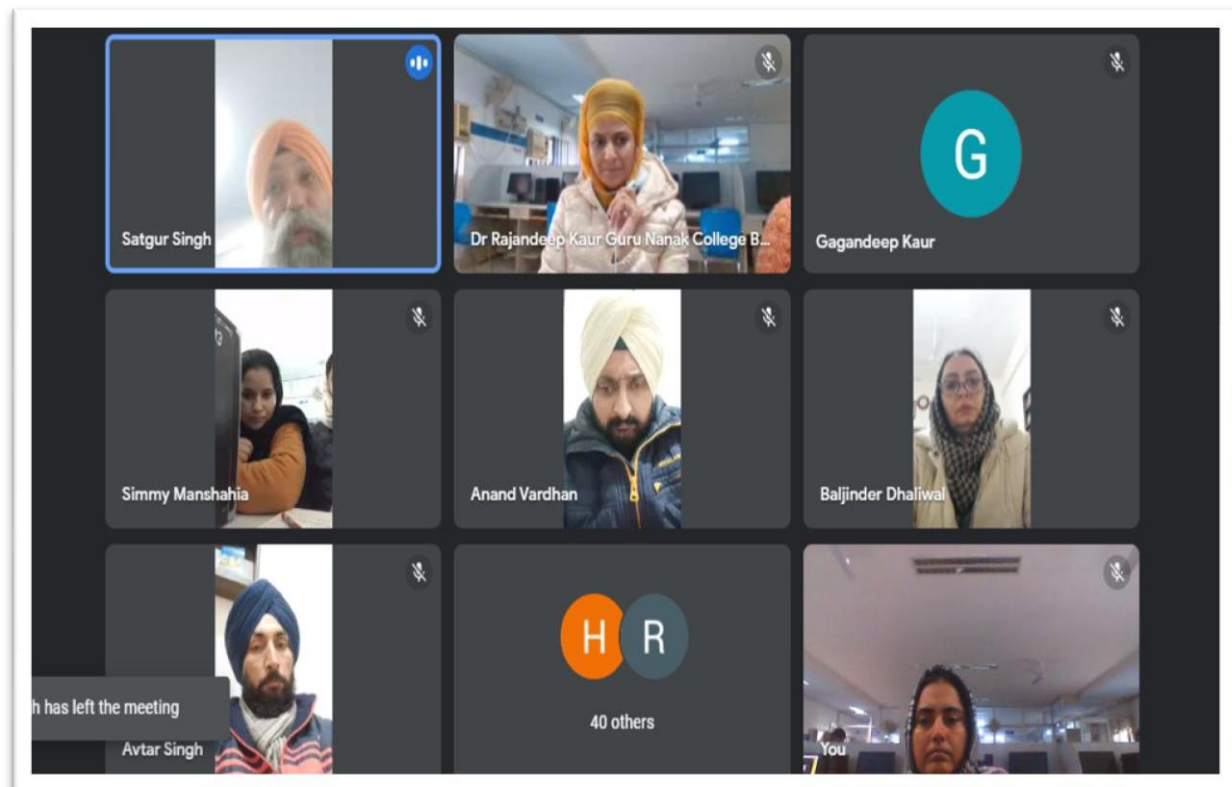 Satgur Singh
Dr Rajandeep Kaur Guru Nanak College B...
G
Gagandeep Kaur
Simmy Manshahia
Anand Vardhan
Baljinder Dhaliwal
h has left the meeting
Avtar Singh
H R
40 others
You